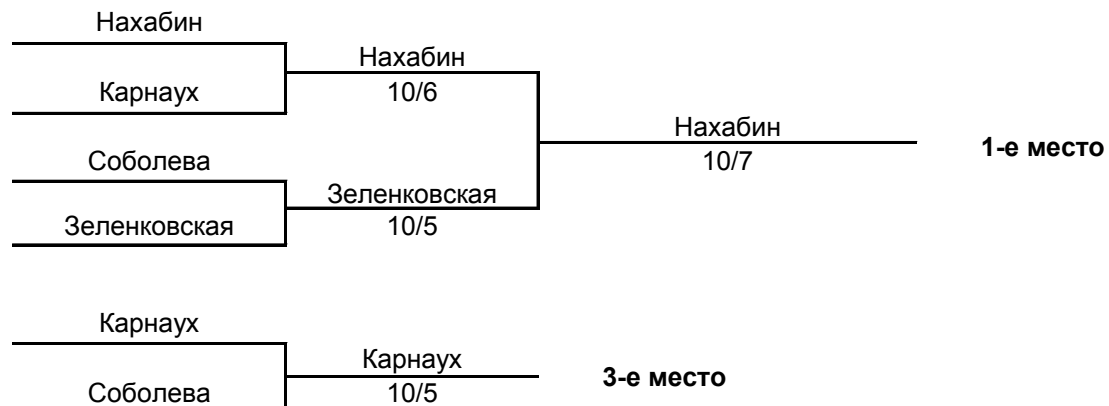 Нахабин
Нахабин
Карнаух
10/6
Нахабин
1-е место
Соболева
10/7
Зеленковская
Зеленковская
10/5
Карнаух
Карнаух
3-е место
Соболева
10/5